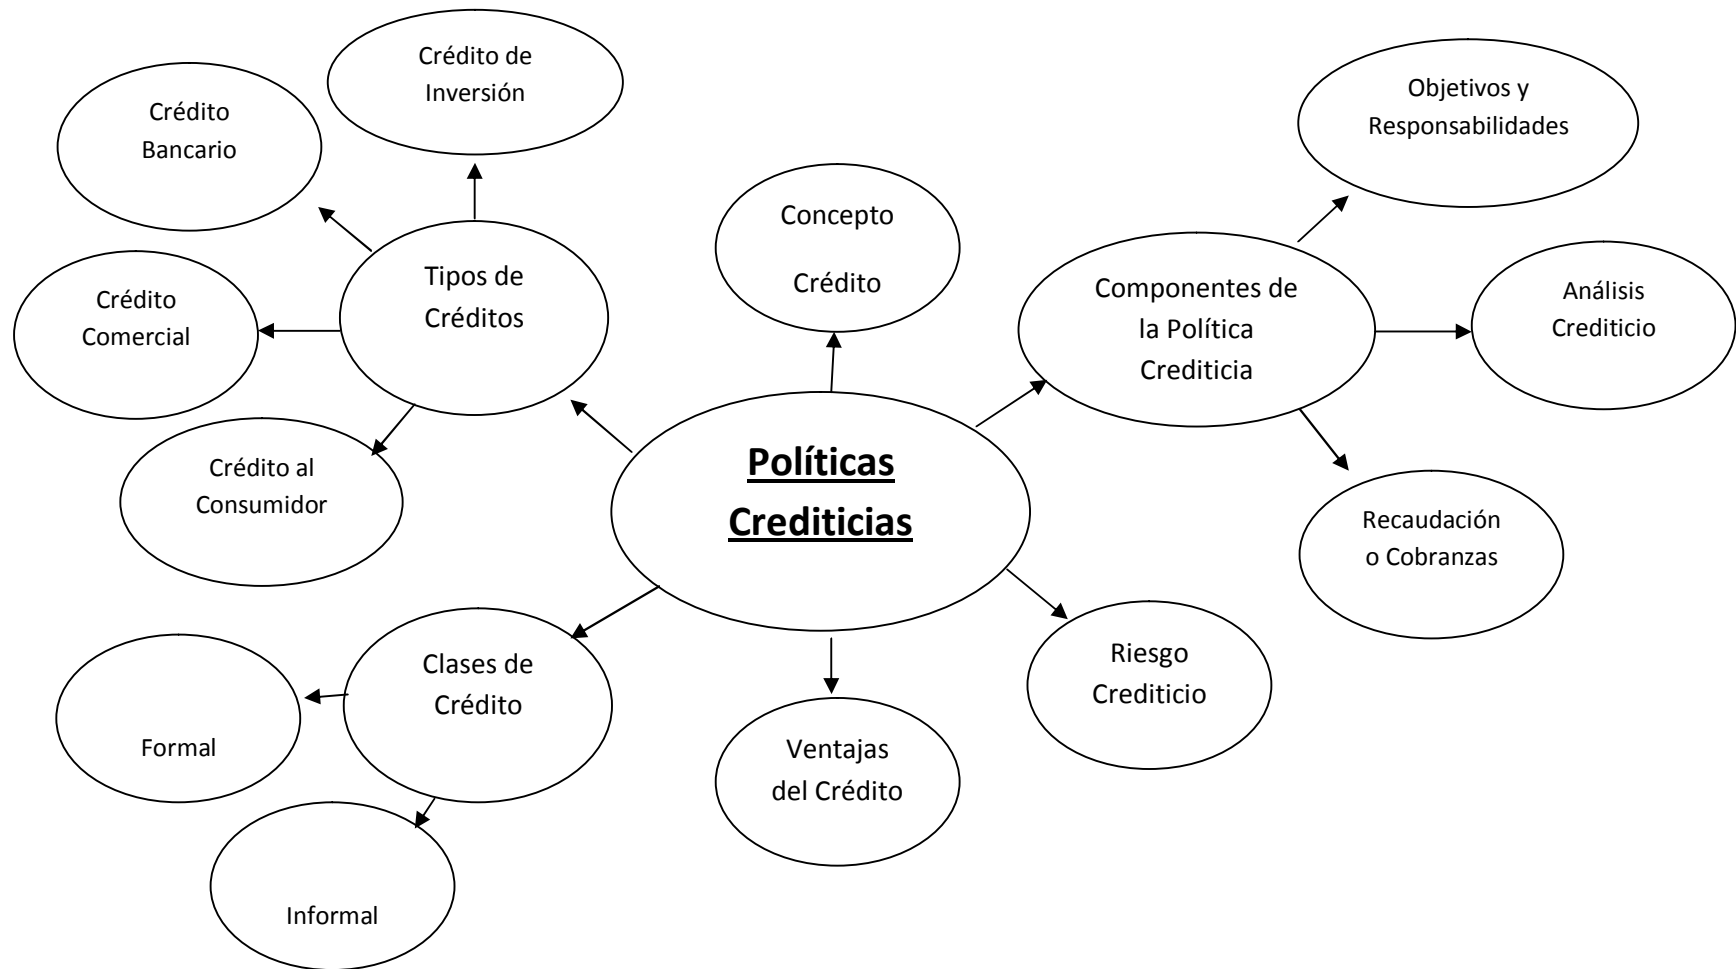 Crédito de
Inversión
Crédito
Bancario
Objetivos y
Responsabilidades
Concepto
Crédito
Tipos de
Créditos
Componentes de
la Política
Crediticia
Análisis
Crediticio
Crédito
Comercial
Políticas
Crediticias
Crédito al
Consumidor
Recaudación
o Cobranzas
Clases de
Crédito
Riesgo
Crediticio
Formal
Ventajas
del Crédito
Informal